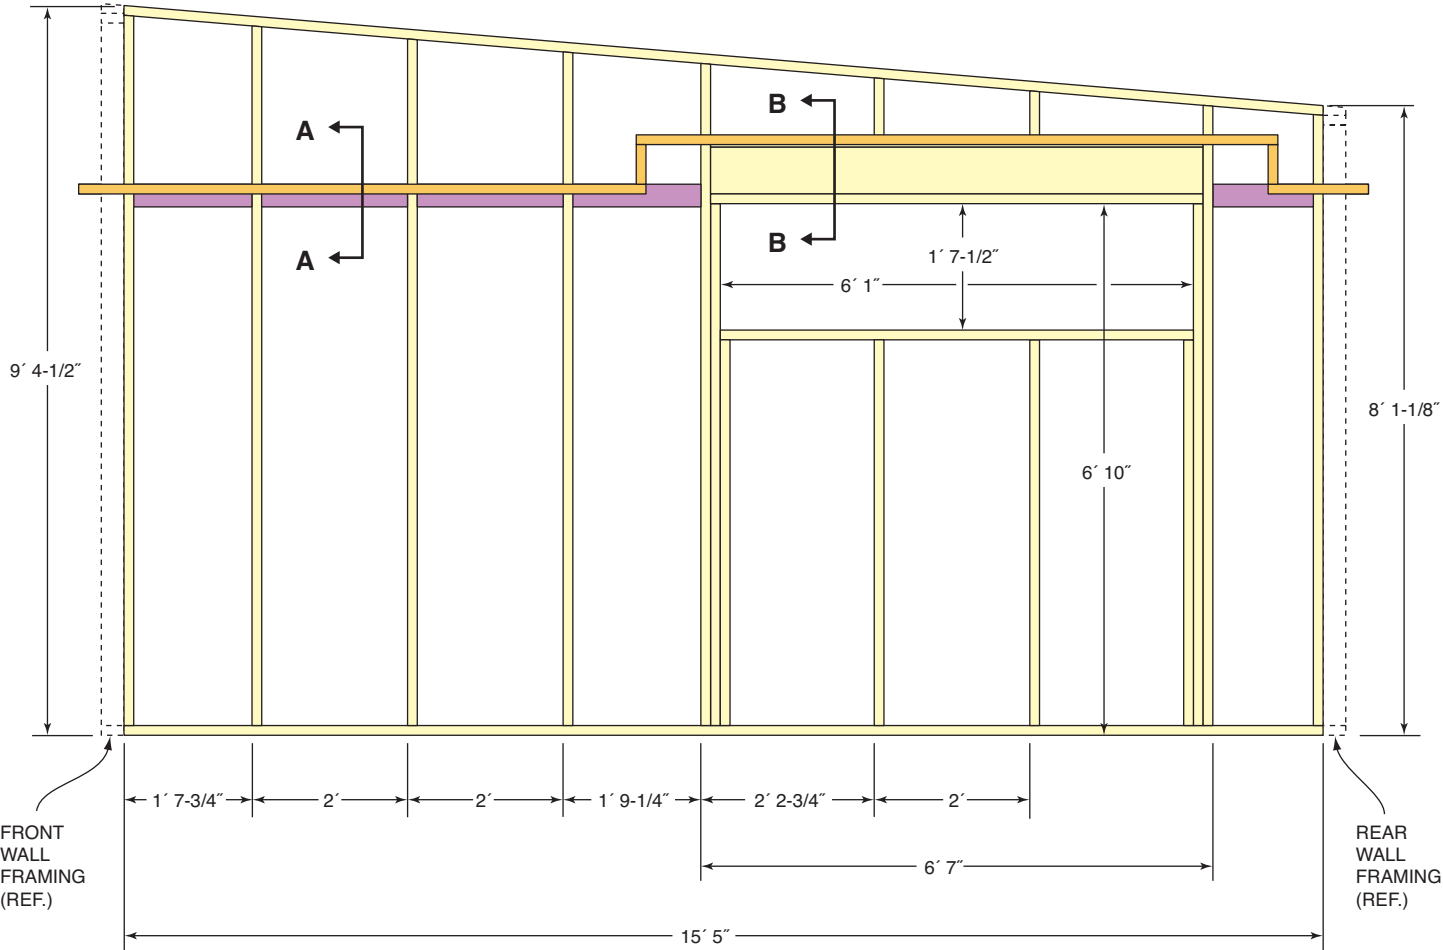 B
A
1´ 7-1/2˝
B
A
6´ 1˝
9´ 4-1/2˝
8´ 1-1/8˝
6´ 10˝
1´ 7-3/4˝
2´
2´
1´ 9-1/4˝
2´ 2-3/4˝
2´
FRONT
WALL
FRAMING
(REF.)
REAR
WALL
FRAMING
(REF.)
6´ 7˝
15´ 5˝